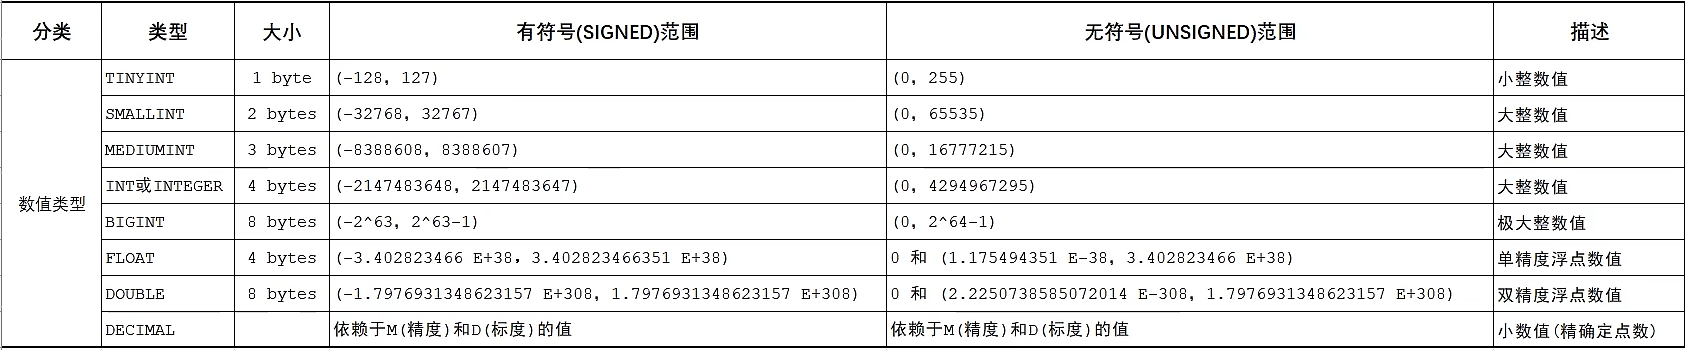 分类 类型 大小 有符号(SIGNED)范围 无符号(UNSIGNED)范围 描述
TINYINT 1 byte (-128, 127) (0, 255) 小整数值
SMALLINT 2 bytes (-32768, 32767) (0, 65535) 大整数值
MEDIUMINT 3 bytes (-8388608, 8388607) (0, 16777215) 大整数值
INT或INTEGER 4 bytes (-2147483648, 2147483647) (0, 4294967295) 大整数值
数值类型
BIGINT 8 bytes (-2^63, 2^63-1) (0, 2^64-1) 极大整数值
FLOAT 4 bytes (-3.402823466 E+38, 3.402823466351 E+38) 0 和 (1.175494351 E-38, 3.402823466 E+38) 单精度浮点数值
DOUBLE 8 bytes (-1.7976931348623157 E+308, 1.7976931348623157 E+308) 0 和 (2.2250738585072014 E-308, 1.7976931348623157 E+308) 双精度浮点数值
DECIMAL 依赖于M(精度)和D(标度)的值 依赖于M(精度)和D(标度)的值 小数值(精确定点数)